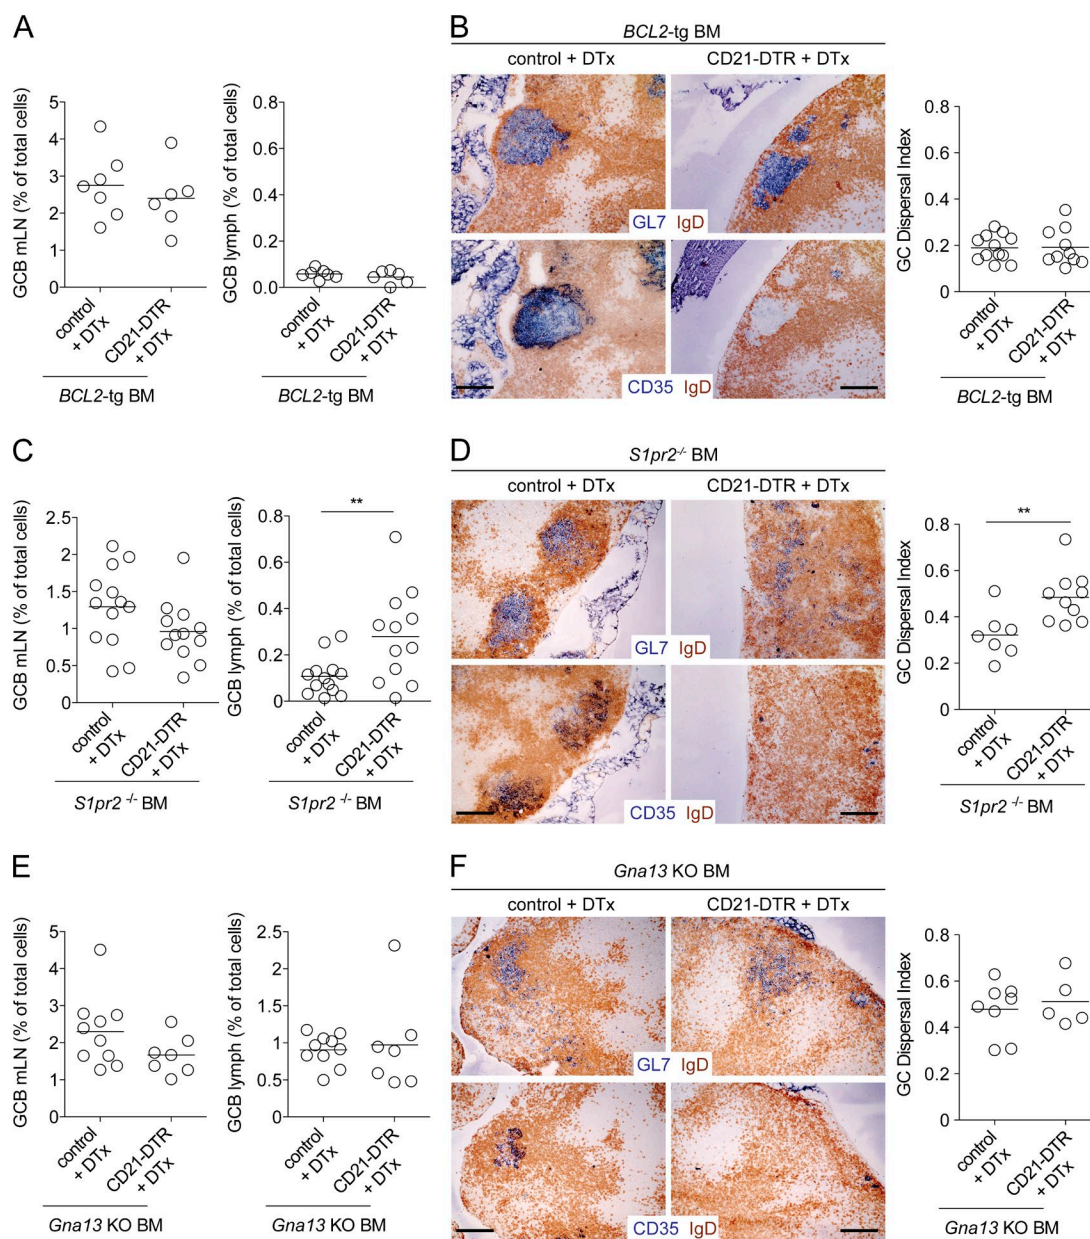 A
GCB mLN (% of total cells)
5
4
3
2
1
0
control
+ DTx
CD21-DTR
+ DTx
BCL2-tg BM
GCB lymph (% of total cells)
0.8
0.6
0.4
0.2
0.0
control
+ DTx
CD21-DTR
+ DTx
BCL2-tg BM
B
BCL2-tg BM
control + DTx
CD21-DTR + DTx
GL7 IgD
CD35 IgD
GC Dispersal Index
0.8
0.6
0.4
0.2
0
control
+ DTx
CD21-DTR
+ DTx
BCL2-tg BM
C
GCB mLN (% of total cells)
2.5
2
1.5
1
0.5
0
control
+ DTx
CD21-DTR
+ DTx
S1pr2 -/- BM
GCB lymph (% of total cells)
**
0.8
0.6
0.4
0.2
0
control
+ DTx
CD21-DTR
+ DTx
S1pr2 -/- BM
D
S1pr2-/- BM
control + DTx
CD21-DTR + DTx
GL7 IgD
CD35 IgD
GC Dispersal Index
**
0.8
0.6
0.4
0.2
0
control
+ DTx
CD21-DTR
+ DTx
S1pr2 -/- BM
E
GCB mLN (% of total cells)
5
4
3
2
1
0
control
+ DTx
CD21-DTR
+ DTx
Gna13 KO BM
GCB lymph (% of total cells)
2.5
2
1.5
1
0.5
0
control
+ DTx
CD21-DTR
+ DTx
Gna13 KO BM
F
Gna13 KO BM
control + DTx
CD21-DTR + DTx
GL7 IgD
CD35 IgD
GC Dispersal Index
0.8
0.6
0.4
0.2
0
control
+ DTx
CD21-DTR
+ DTx
Gna13 KO BM